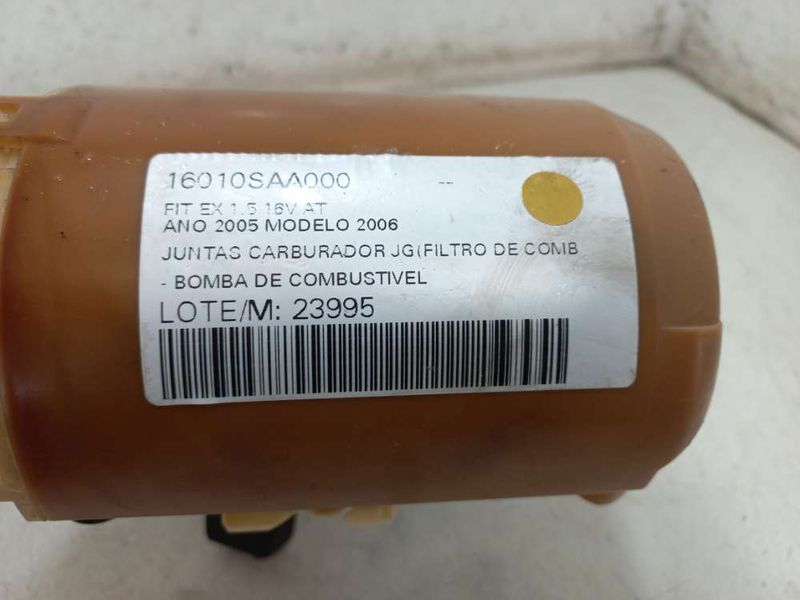 16010SAA000 --
FIT EX 1.5 16V AT
ANO 2005 MODELO 2006
JUNTAS CARBURADOR JG(FILTRO DE COMB
- BOMBA DE COMBUSTIVEL
LOTE/M: 23995